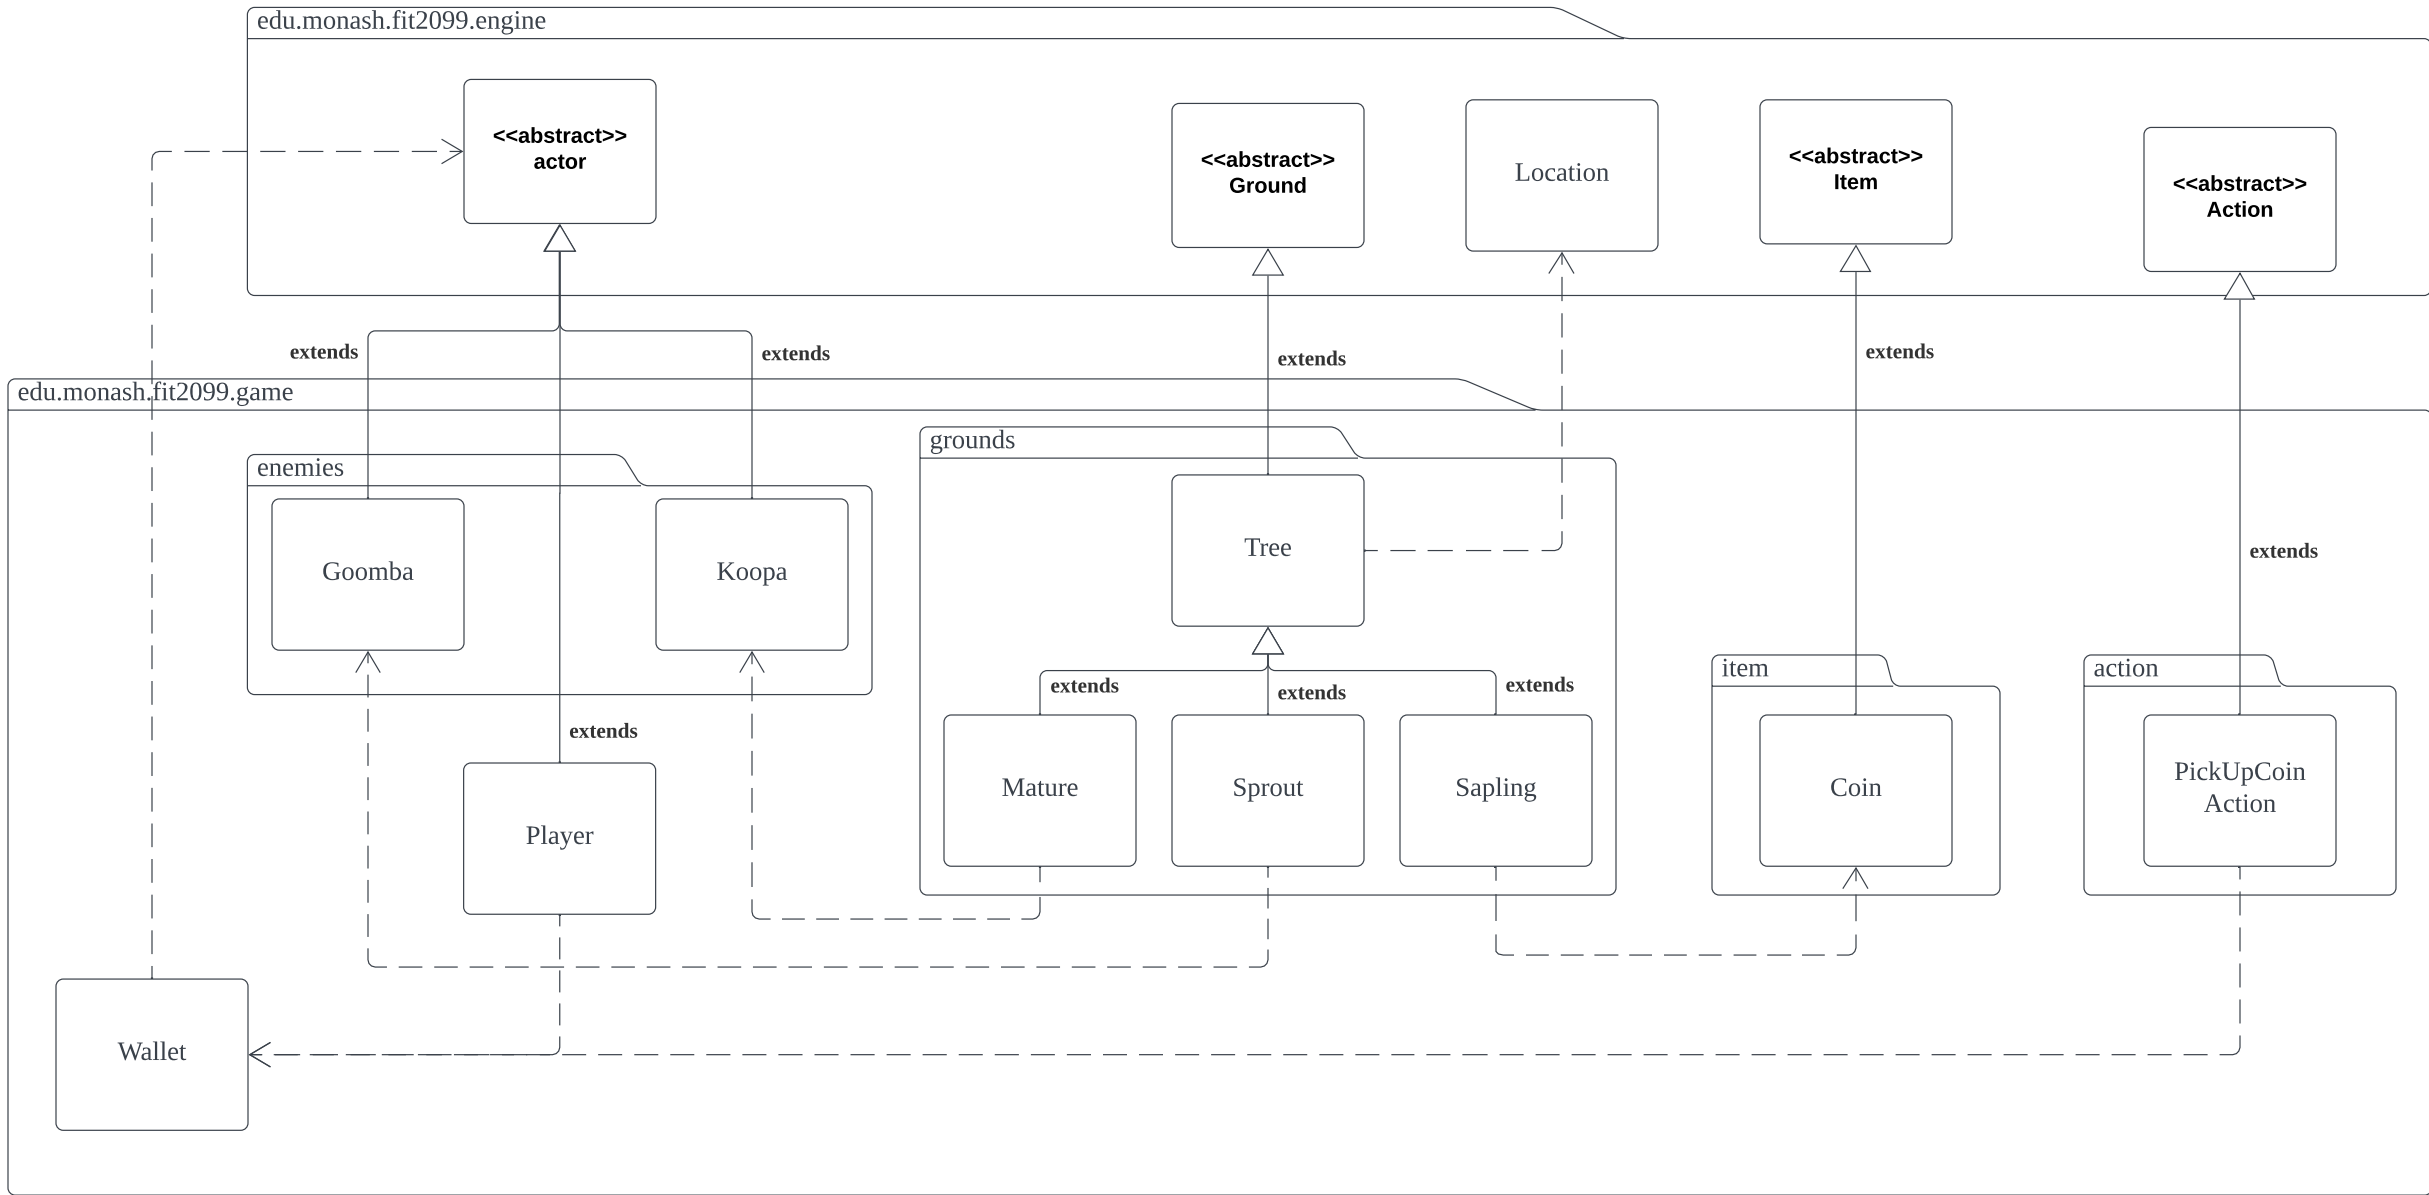 edu.monash.fit2099.engine
<<abstract>>
actor
<<abstract>>
Ground
Location
<<abstract>>
Item
<<abstract>>
Action
extends
extends
extends
extends
edu.monash.fit2099.game
grounds
enemies
Tree
extends
Goomba
Koopa
item
action
extends
extends
extends
extends
Mature
Sprout
Sapling
Coin
PickUpCoin
Action
Player
Wallet